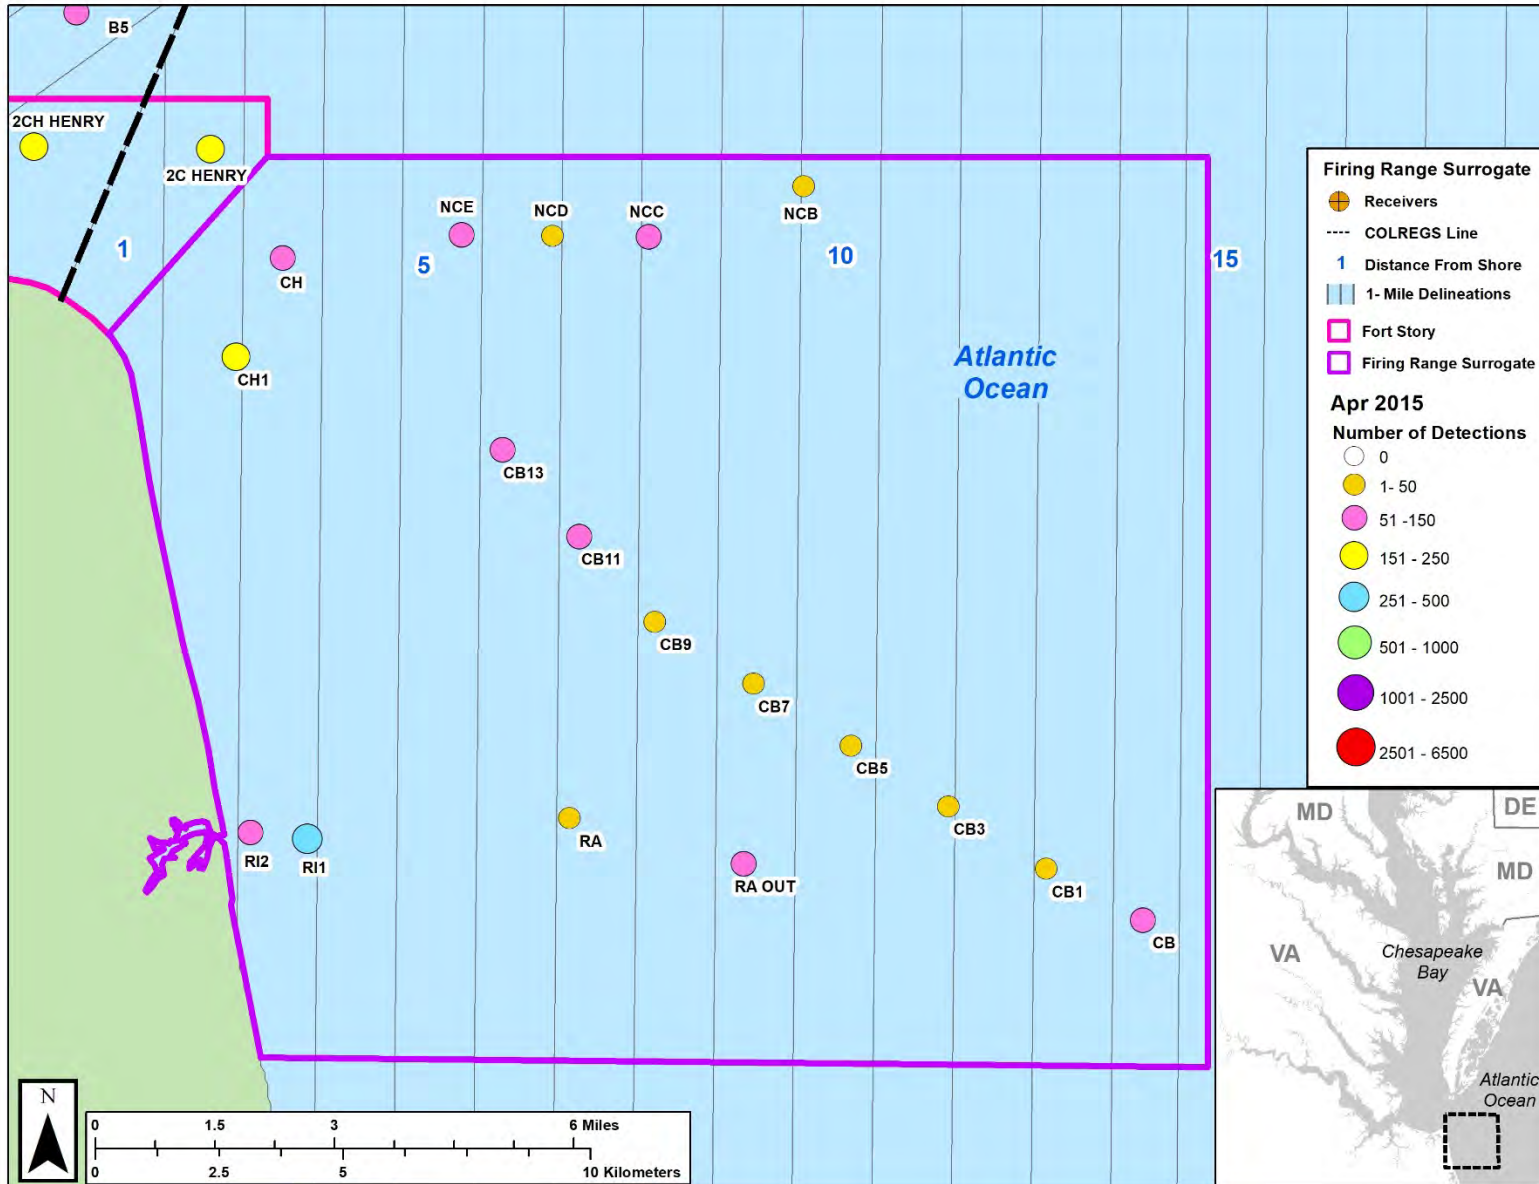 B5
2CH HENRY
2C HENRY
1
NCE
NCD
NCC
NCB
CH
5
10
15
CH1
Atlantic
Ocean
CB13
CB11
CB9
CB7
CB5
CB3
CB1
CB
RA
RA OUT
RI2
RI1
Firing Range Surrogate
Receivers
COLREGS Line
1 Distance From Shore
1- Mile Delineations
Fort Story
Firing Range Surrogate
Apr 2015
Number of Detections
0
1- 50
51 -150
151 - 250
251 - 500
501 - 1000
1001 - 2500
2501 - 6500
MD
DE
MD
VA
Chesapeake
Bay
VA
Atlantic
Ocean
N
0 1.5 3 6 Miles
0 2.5 5 10 Kilometers